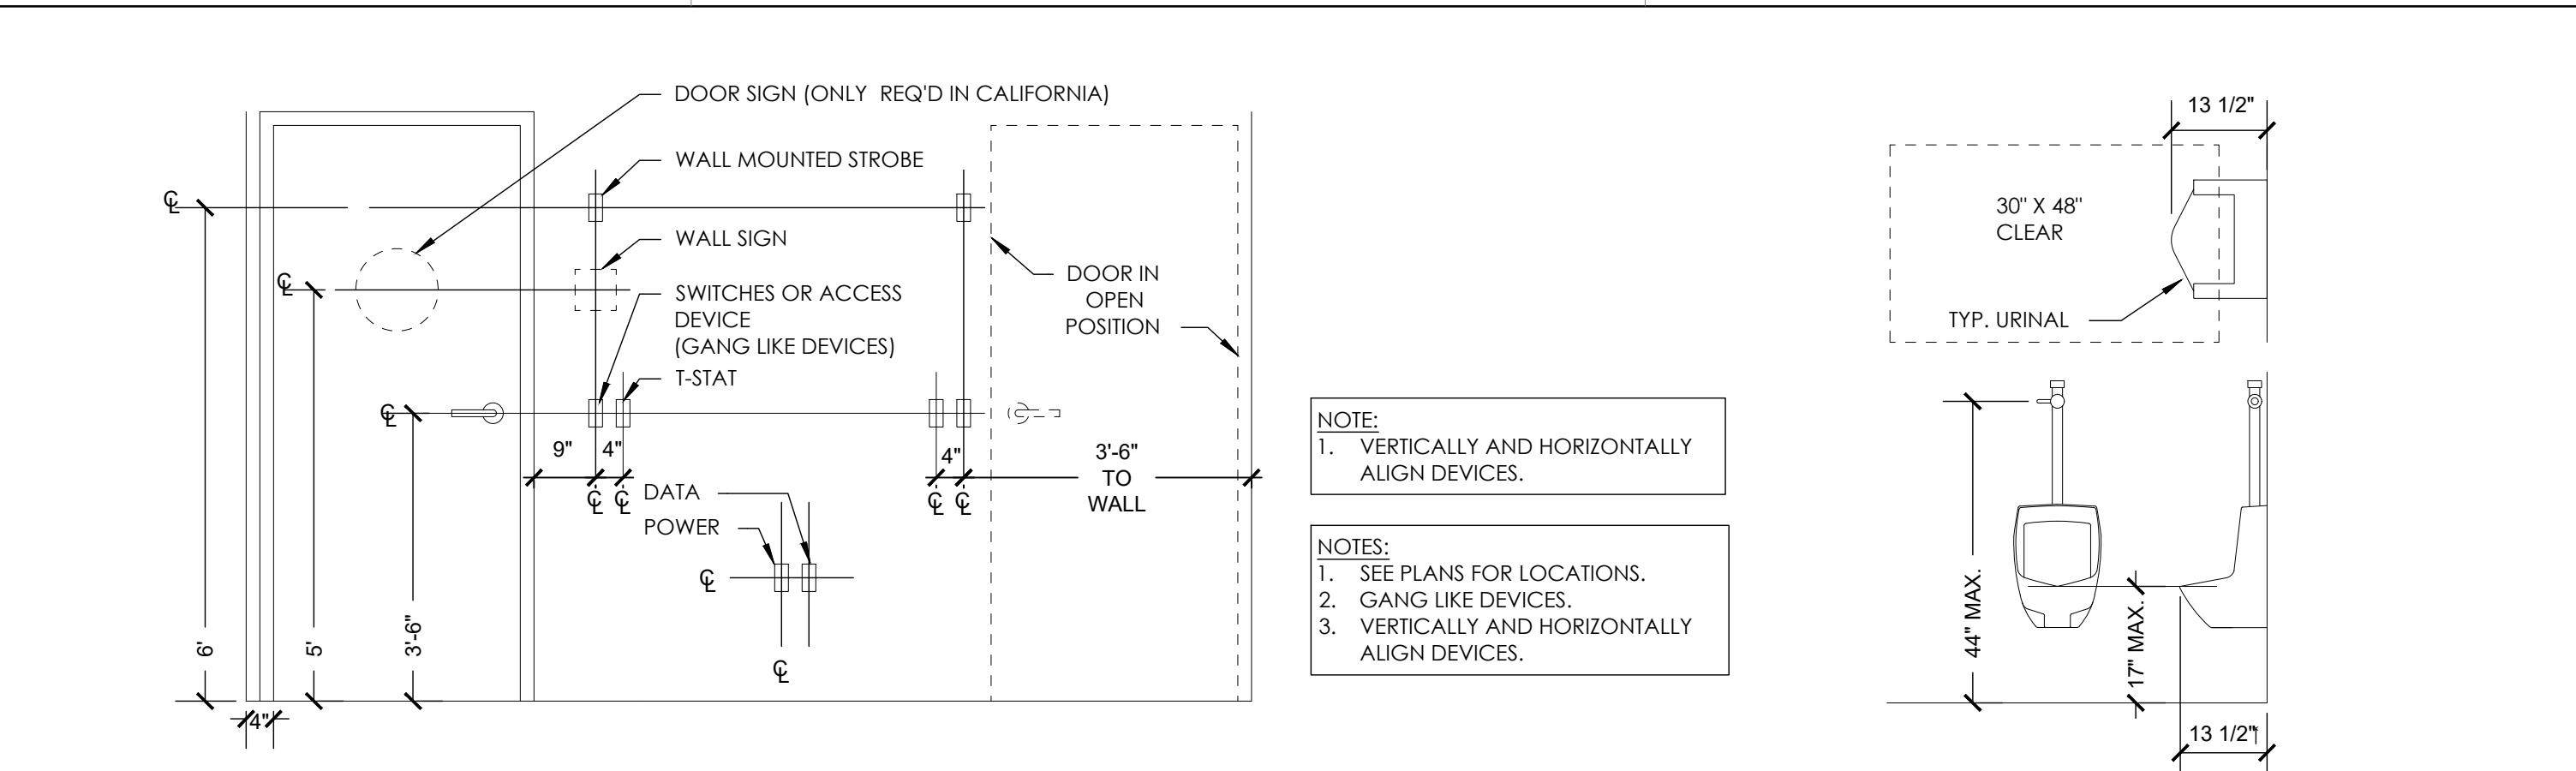 DOOR SIGN (ONLY REQ'D IN CALIFORNIA)
WALL MOUNTED STROBE
℄
WALL SIGN
℄
SWITCHES OR ACCESS
DEVICE
(GANG LIKE DEVICES)
T-STAT
℄
DOOR IN
OPEN
POSITION
9"
4"
4"
3'-6"
TO
WALL
℄ ℄
℄ ℄
DATA
POWER
℄
℄
6'
5'
3'-6"
4"
NOTE:
1. VERTICALLY AND HORIZONTALLY
ALIGN DEVICES.
NOTES:
1. SEE PLANS FOR LOCATIONS.
2. GANG LIKE DEVICES.
3. VERTICALLY AND HORIZONTALLY
ALIGN DEVICES.
13 1/2"
30" X 48"
CLEAR
TYP. URINAL
44" MAX.
17" MAX.
13 1/2"